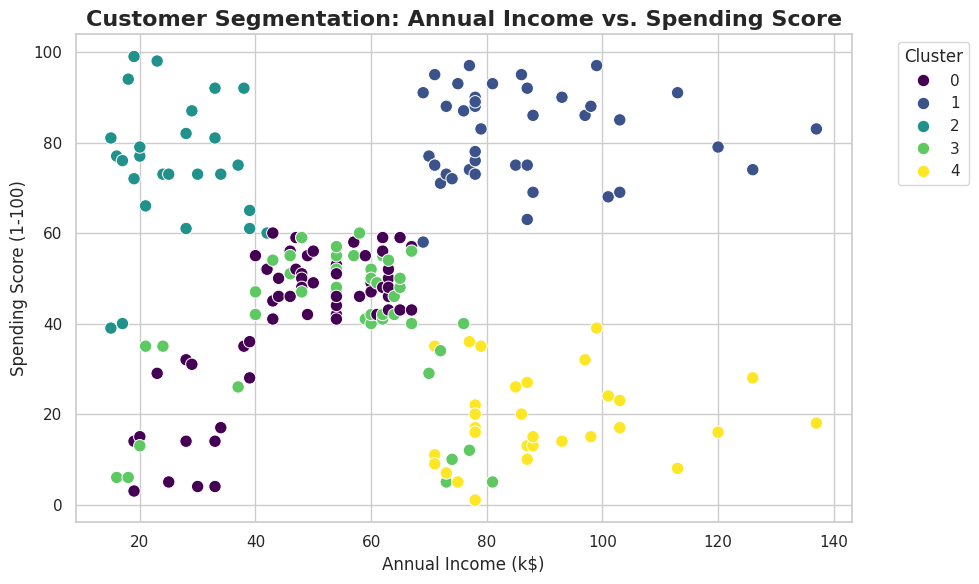 Customer Segmentation: Annual Income vs. Spending Score
Cluster
0
1
2
3
4
Spending Score (1-100)
100
80
60
40
20
0
20 40 60 80 100 120 140
Annual Income (k$)